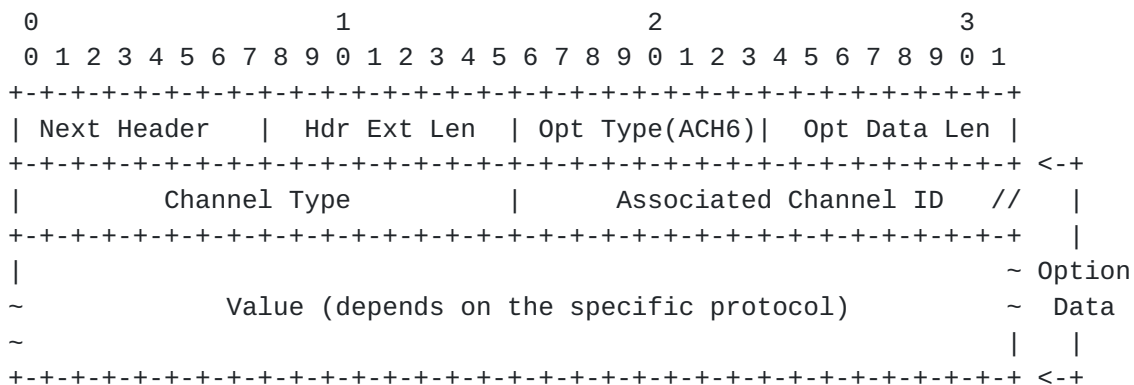 0                   1                   2                   3
 0 1 2 3 4 5 6 7 8 9 0 1 2 3 4 5 6 7 8 9 0 1 2 3 4 5 6 7 8 9 0 1
+-+-+-+-+-+-+-+-+-+-+-+-+-+-+-+-+-+-+-+-+-+-+-+-+-+-+-+-+-+-+-+-+
| Next Header   |  Hdr Ext Len  | Opt Type(ACH6)|  Opt Data Len |
+-+-+-+-+-+-+-+-+-+-+-+-+-+-+-+-+-+-+-+-+-+-+-+-+-+-+-+-+-+-+-+-+ <-+
|         Channel Type          |      Associated Channel ID   //   |
+-+-+-+-+-+-+-+-+-+-+-+-+-+-+-+-+-+-+-+-+-+-+-+-+-+-+-+-+-+-+-+-+   |
|                                                               ~ Option
~             Value (depends on the specific protocol)          ~  Data
~                                                               |   |
+-+-+-+-+-+-+-+-+-+-+-+-+-+-+-+-+-+-+-+-+-+-+-+-+-+-+-+-+-+-+-+-+ <-+